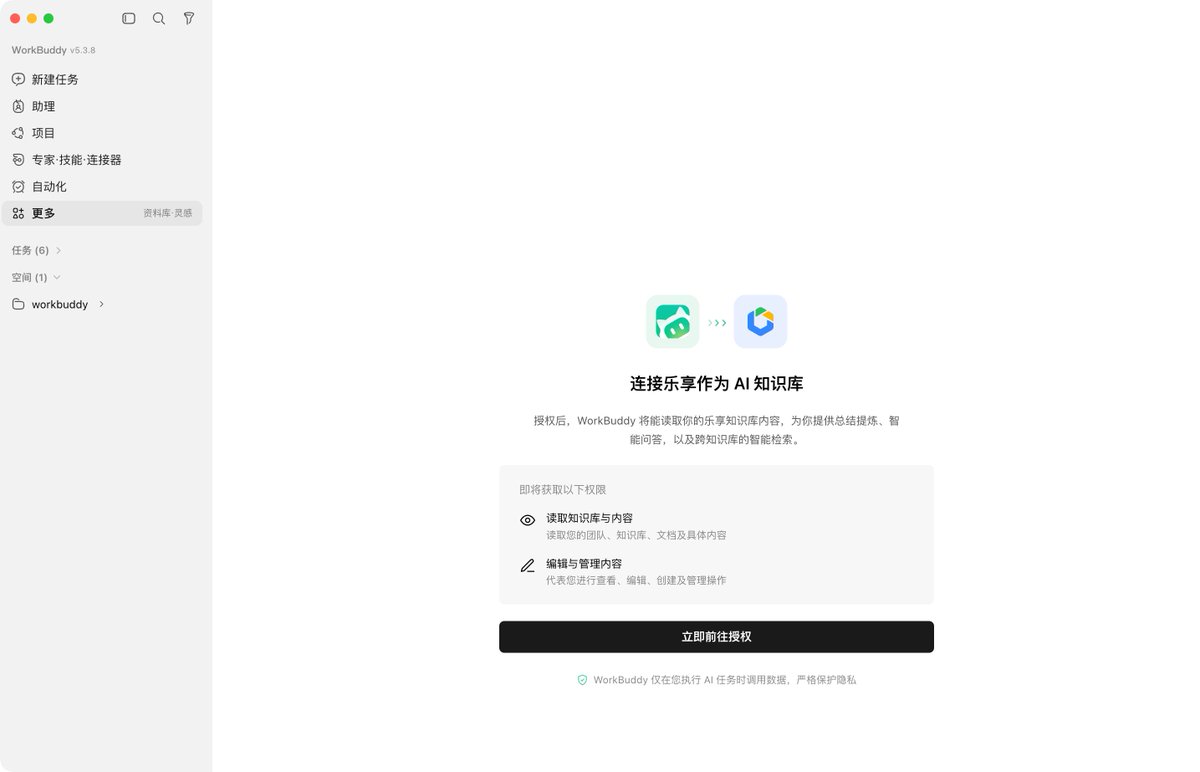 WorkBuddy v5.3.8
新建任务
助理
项目
专家·技能·连接器
自动化
更多 资料库·灵感
任务 (6)
空间 (1)
workbuddy
连接乐享作为 AI 知识库
授权后，WorkBuddy 将能读取你的乐享知识库内容，为你提供总结提炼、智
能问答，以及跨知识库的智能检索。
即将获取以下权限
读取知识库与内容
读取您的团队、知识库、文档及具体内容
编辑与管理内容
代表您进行查看、编辑、创建及管理操作
立即前往授权
WorkBuddy 仅在您执行 AI 任务时调用数据，严格保护隐私